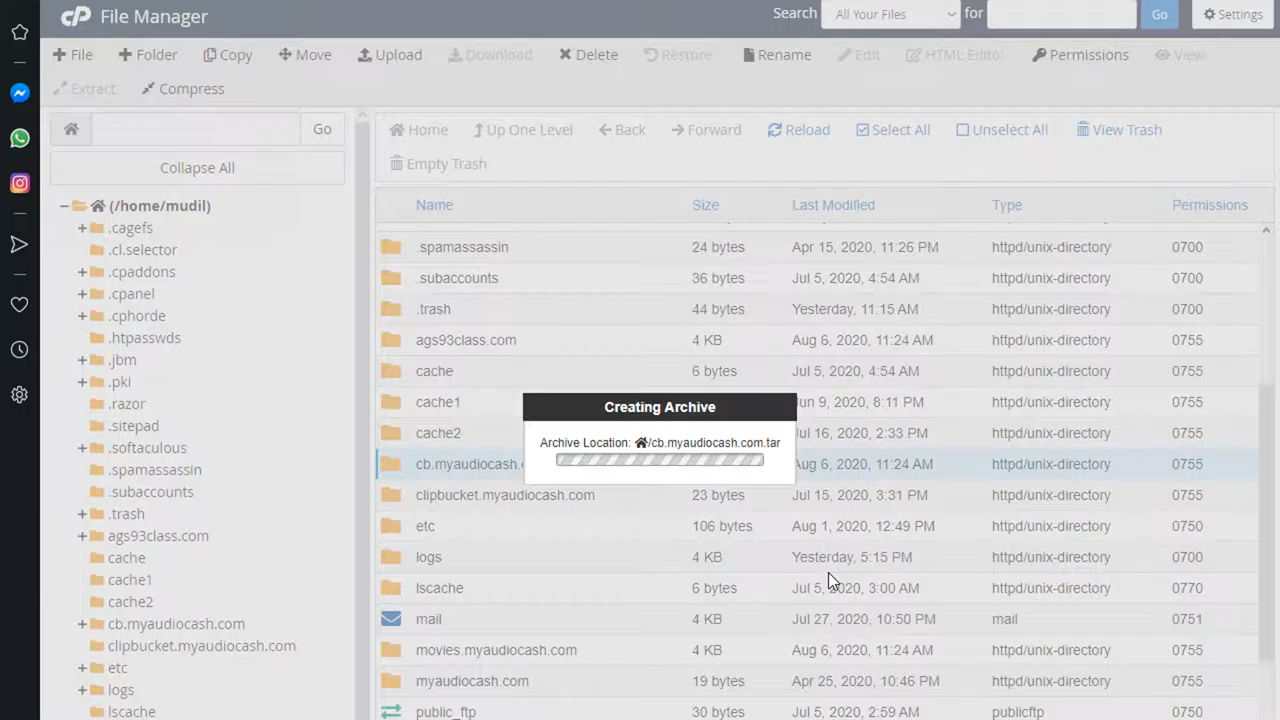 cP File Manager Search All Your Files for Go Settings
File Folder Copy Move Upload Download Delete Restore Rename Edit HTML Editor Permissions View
Extract Compress
Go
Collapse All
(/home/mudil)
.cagefs
.cl.selector
.cpaddons
.cpanel
.cphorde
.htpasswds
.jbm
.pki
.razor
.sitepad
.softaculous
.spamassassin
.subaccounts
.trash
ags93class.com
cache
cache1
cache2
cb.myaudiocash.com
clipbucket.myaudiocash.com
etc
logs
lscache
Home Up One Level Back Forward Reload Select All Unselect All View Trash
Empty Trash
Name Size Last Modified Type Permissions
.spamassassin 24 bytes Apr 15, 2020, 11:26 PM httpd/unix-directory 0700
.subaccounts 36 bytes Jul 5, 2020, 4:54 AM httpd/unix-directory 0700
.trash 44 bytes Yesterday, 11:15 AM httpd/unix-directory 0700
ags93class.com 4 KB Aug 6, 2020, 11:24 AM httpd/unix-directory 0755
cache 6 bytes Jul 5, 2020, 4:54 AM httpd/unix-directory 0755
cache1 9, 2020, 8:11 PM httpd/unix-directory 0755
cache2 16, 2020, 2:33 PM httpd/unix-directory 0755
cb.myaudiocash. 6, 2020, 11:24 AM httpd/unix-directory 0755
clipbucket.myaudiocash.com 23 bytes Jul 15, 2020, 3:31 PM httpd/unix-directory 0755
etc 106 bytes Aug 1, 2020, 12:49 PM httpd/unix-directory 0750
logs 4 KB Yesterday, 5:15 PM httpd/unix-directory 0700
lscache 6 bytes Jul 5, 2020, 3:00 AM httpd/unix-directory 0770
mail 4 KB Jul 27, 2020, 10:50 PM mail 0751
movies.myaudiocash.com 4 KB Aug 6, 2020, 11:24 AM httpd/unix-directory 0755
myaudiocash.com 19 bytes Apr 25, 2020, 10:46 PM httpd/unix-directory 0755
public_ftp 30 bytes Jul 5, 2020, 2:59 AM publicftp 0755
Creating Archive
Archive Location: /cb.myaudiocash.com.tar